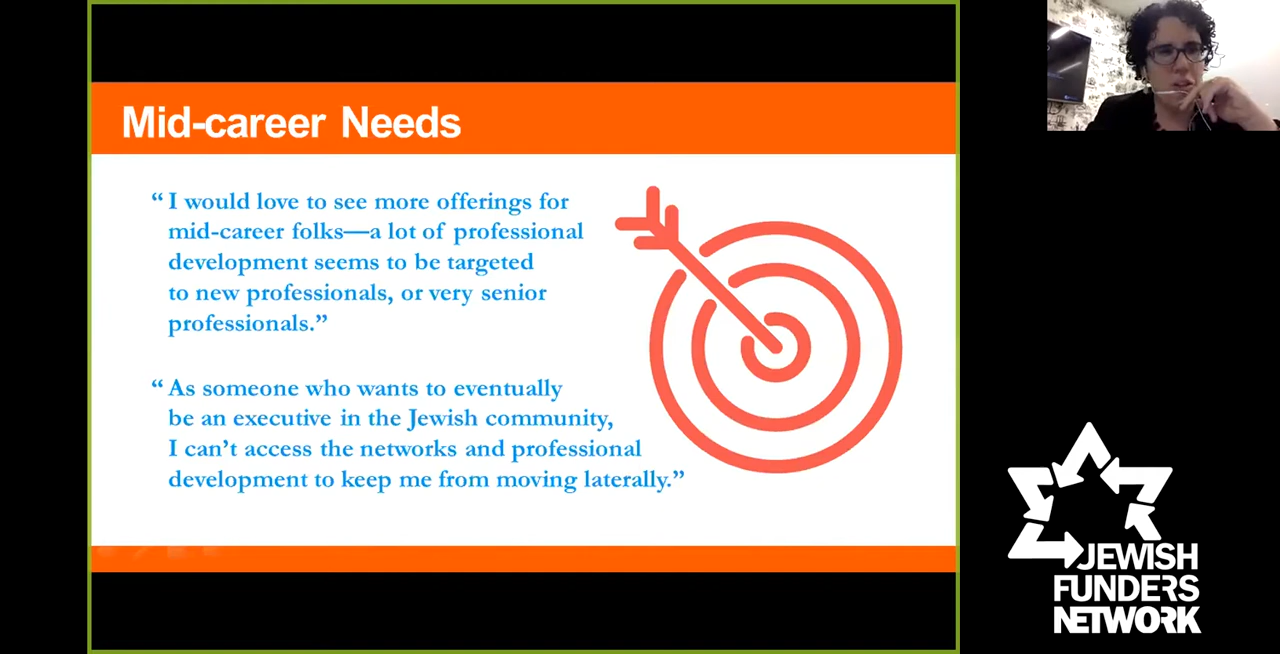 Mid-career Needs
“ I would love to see more offerings for
mid-career folks—a lot of professional
development seems to be targeted
to new professionals, or very senior
professionals.”
“ As someone who wants to eventually
be an executive in the Jewish community,
I can’t access the networks and professional
development to keep me from moving laterally.”
JEWISH
FUNDERS
NETWORK